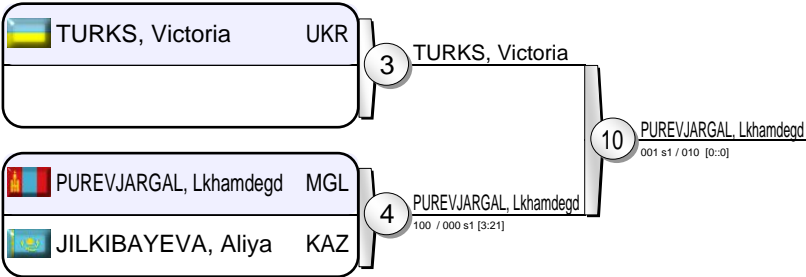 TURKS, Victoria UKR
3
TURKS, Victoria
10
PUREVJARGAL, Lkhamdegd
001 s1 / 010 [0::0]
PUREVJARGAL, Lkhamdegd MGL
4
PUREVJARGAL, Lkhamdegd
100 / 000 s1 [3:21]
JILKIBAYEVA, Aliya KAZ